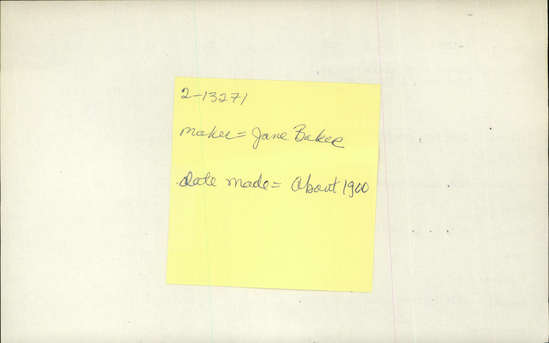 2-13271
maker = Jane Baker
date made = About 1900